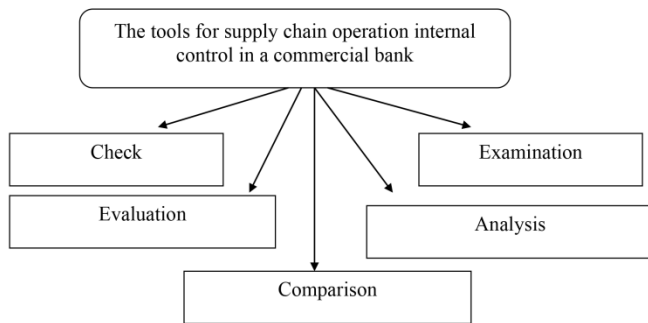 The tools for supply chain operation internal
control in a commercial bank
Check
Examination
Evaluation
Analysis
Comparison